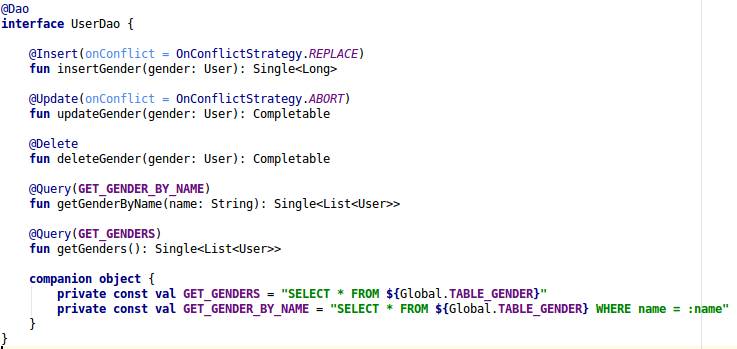 @Dao
interface UserDao {
@Insert(onConflict = OnConflictStrategy.REPLACE)
fun insertGender(gender: User): Single<Long>
@Update(onConflict = OnConflictStrategy.ABORT)
fun updateGender(gender: User): Completable
@Delete
fun deleteGender(gender: User): Completable
@Query(GET_GENDER_BY_NAME)
fun getGenderByName(name: String): Single<List<User>>
@Query(GET_GENDERS)
fun getGenders(): Single<List<User>>
companion object {
private const val GET_GENDERS = "SELECT * FROM ${Global.TABLE_GENDER}"
private const val GET_GENDER_BY_NAME = "SELECT * FROM ${Global.TABLE_GENDER} WHERE name = :name"
}
}